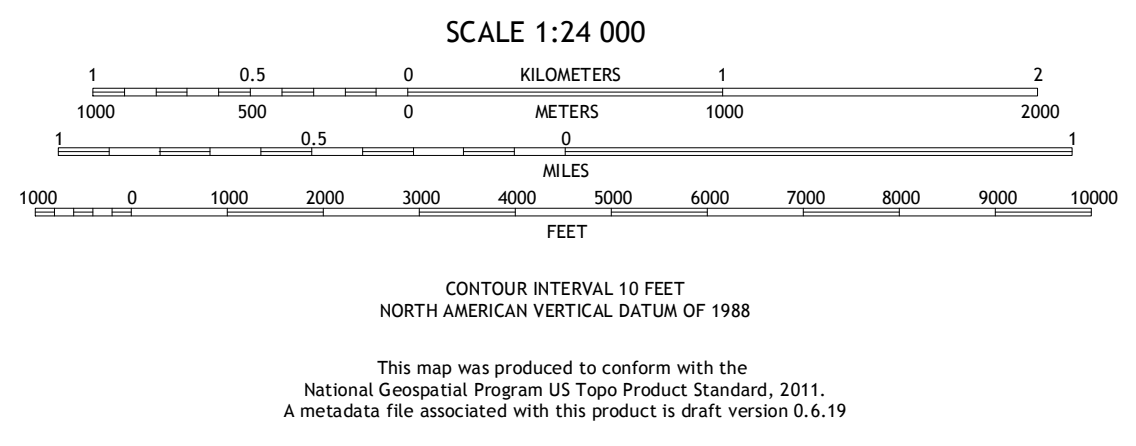 SCALE 1:24 000
1 0.5 0 KILOMETERS 1 2
1000 500 0 METERS 1000 2000
1 0.5 0 1
MILES
1000 0 1000 2000 3000 4000 5000 6000 7000 8000 9000 10000
FEET
CONTOUR INTERVAL 10 FEET
NORTH AMERICAN VERTICAL DATUM OF 1988
This map was produced to conform with the
National Geospatial Program US Topo Product Standard, 2011.
A metadata file associated with this product is draft version 0.6.19